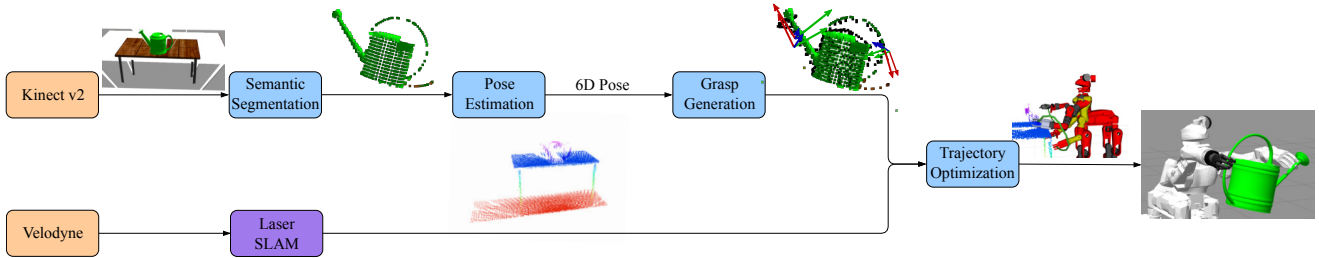 Kinect v2
Semantic
Segmentation
Pose
Estimation
6D Pose
Grasp
Generation
Trajectory
Optimization
Velodyne
Laser
SLAM